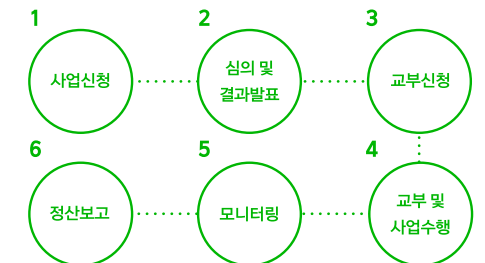 1
사업신청
2
심의 및
결과발표
3
교부신청
4
교부 및
사업수행
5
모니터링
6
정산보고